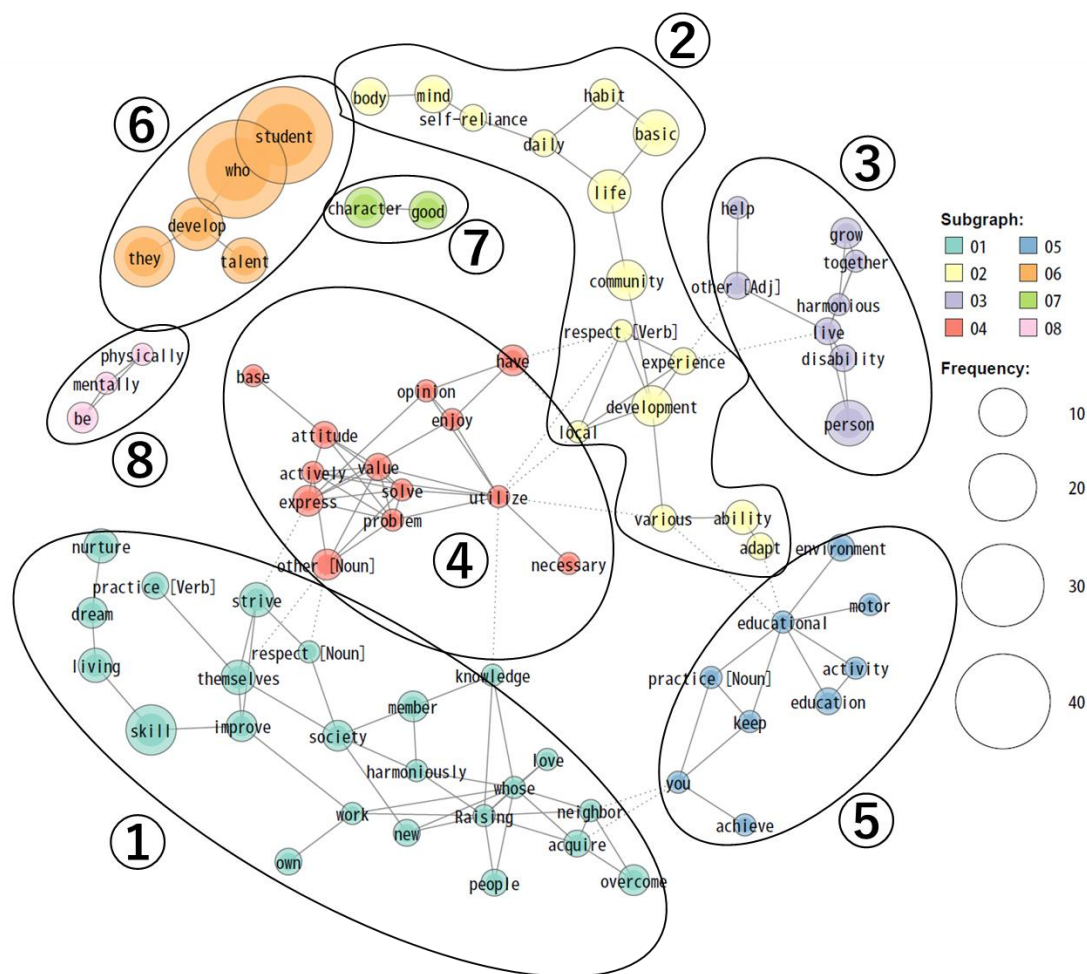 ②
body
mind
habit
self-reliance
basic
daily
life
⑥
student
who
develop
they
talent
character
good
⑦
③
help
grow
together
other [Adj]
harmonious
live
disability
person
community
respect [Verb]
experience
development
local
various
ability
adapt
physically
mentally
be
⑧
have
base
opinion
enjoy
attitude
value
actively
solve
express
utilize
problem
④
other [Noun]
necessary
nurture
practice [Verb]
strive
dream
respect [Noun]
living
themselves
knowledge
skill
improve
member
society
harmoniously
love
whose
work
Raising
neighbor
new
acquire
own
people
overcome
①
environment
motor
educational
activity
practice [Noun]
education
keep
you
achieve
⑤
Subgraph:
01 05
02 06
03 07
04 08
Frequency:
10
20
30
40